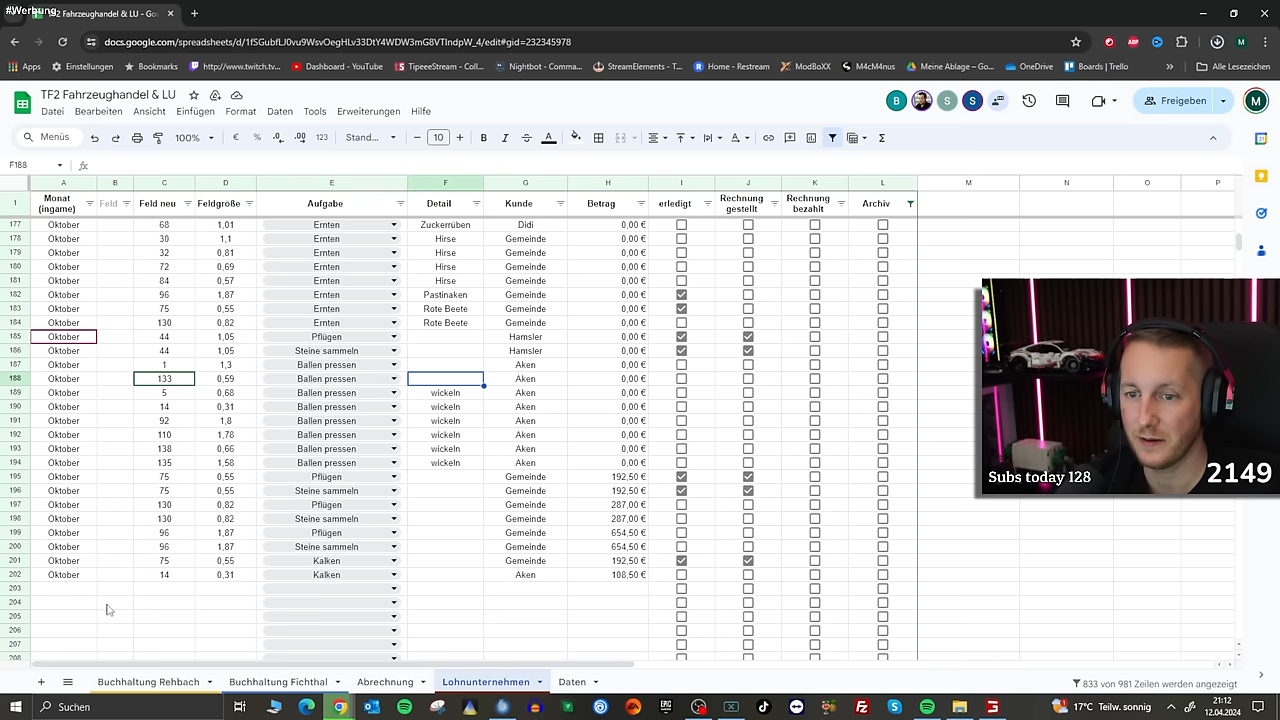 #Werbung
TF2 Fahrzeughandel & LU - Go
docs.google.com/spreadsheets/d/1fSGubfLJ0vu9WsvOegHLv33DtY4WDW3mG8VTIndpW_4/edit#gid=232345978
Apps Einstellungen Bookmarks http://www.twitch.tv... Dashboard - YouTube TipeeeStream - Coll... Nightbot - Comma... StreamElements - T... Home - Restream ModBoXX M4cM4nus Meine Ablage – Go... OneDrive Boards | Trello Alle Lesezeichen
TF2 Fahrzeughandel & LU
Datei Bearbeiten Ansicht Einfügen Format Daten Tools Erweiterungen Hilfe
B S S Freigeben M
Menüs 100% € % 123 Stand... 10 B I A
F188
A B C D E F G H I J K L M N O P
1 Monat (ingame) Feld Feld neu Feldgröße Aufgabe Detail Kunde Betrag erledigt Rechnung gestellt Rechnung bezahlt Archiv
177 Oktober 68 1,01 Ernten Zuckerrüben Didi 0,00 €
178 Oktober 30 1,1 Ernten Hirse Gemeinde 0,00 €
179 Oktober 32 0,81 Ernten Hirse Gemeinde 0,00 €
180 Oktober 72 0,69 Ernten Hirse Gemeinde 0,00 €
181 Oktober 84 0,57 Ernten Hirse Gemeinde 0,00 €
182 Oktober 96 1,87 Ernten Pastinaken Gemeinde 0,00 €
183 Oktober 75 0,55 Ernten Rote Beete Gemeinde 0,00 €
184 Oktober 130 0,82 Ernten Rote Beete Gemeinde 0,00 €
185 Oktober 44 1,05 Pflügen Hamsler 0,00 €
186 Oktober 44 1,05 Steine sammeln Hamsler 0,00 €
187 Oktober 1 1,3 Ballen pressen Aken 0,00 €
188 Oktober 133 0,59 Ballen pressen Aken 0,00 €
189 Oktober 5 0,68 Ballen pressen wickeln Aken 0,00 €
190 Oktober 14 0,31 Ballen pressen wickeln Aken 0,00 €
191 Oktober 92 1,8 Ballen pressen wickeln Aken 0,00 €
192 Oktober 110 1,78 Ballen pressen wickeln Aken 0,00 €
193 Oktober 138 0,66 Ballen pressen wickeln Aken 0,00 €
194 Oktober 135 1,58 Ballen pressen wickeln Aken 0,00 €
195 Oktober 75 0,55 Pflügen Gemeinde 192,50 €
196 Oktober 75 0,55 Steine sammeln Gemeinde 192,50 €
197 Oktober 130 0,82 Pflügen Gemeinde 287,00 €
198 Oktober 130 0,82 Steine sammeln Gemeinde 287,00 €
199 Oktober 96 1,87 Pflügen Gemeinde 654,50 €
200 Oktober 96 1,87 Steine sammeln Gemeinde 654,50 €
201 Oktober 75 0,55 Kalken Gemeinde 192,50 €
202 Oktober 14 0,31 Kalken Aken 108,50 €
203
204
205
206
207
208
Subs today 128 2149
Buchhaltung Rehbach Buchhaltung Fichthal Abrechnung Lohnunternehmen Daten 833 von 981 Zeilen werden angezeigt
Suchen 17°C Teilw. sonnig 21:12
12.04.2024